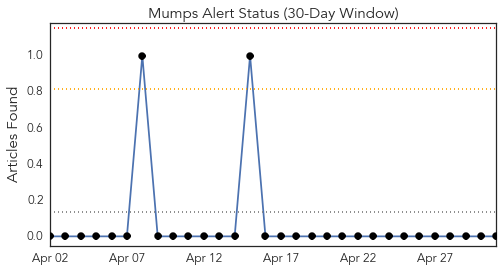 Mumps Alert Status (30-Day Window)
Articles Found
1.0
0.8
0.6
0.4
0.2
0.0
Apr 02 Apr 07 Apr 12 Apr 17 Apr 22 Apr 27